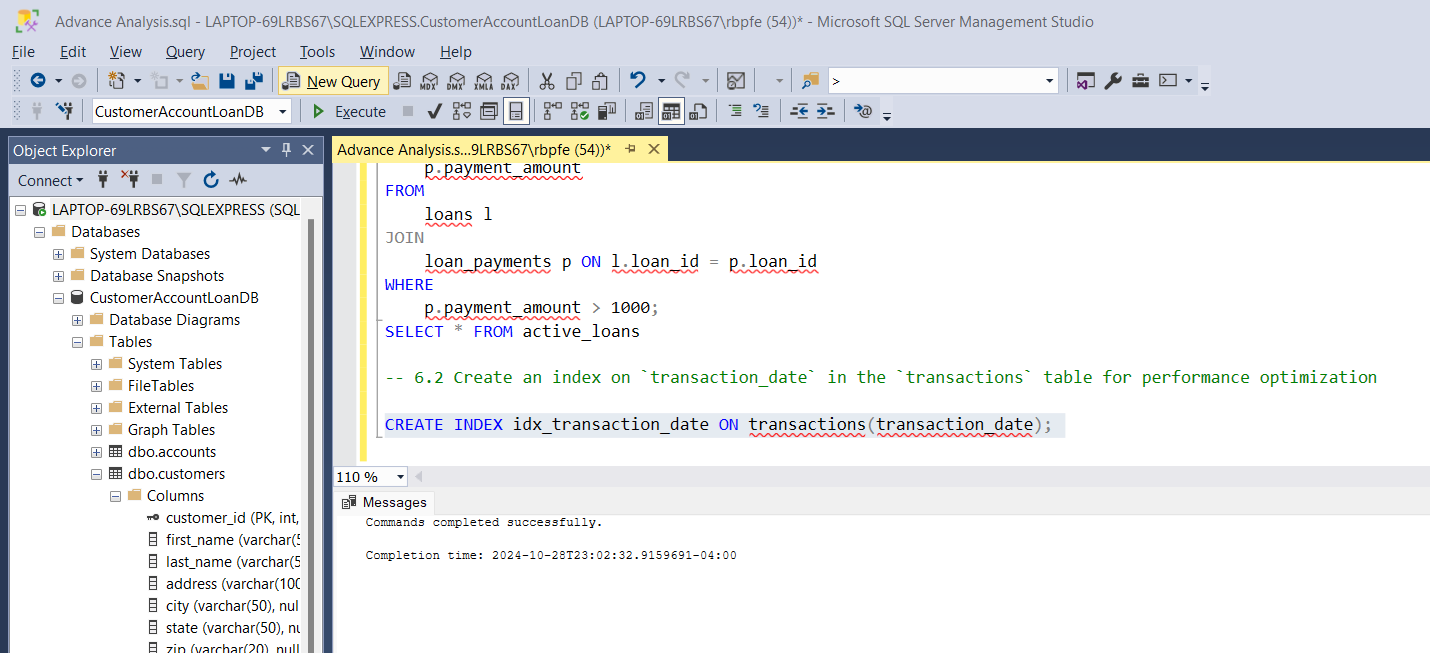 Advance Analysis.sql - LAPTOP-69LRBS67\SQLEXPRESS.CustomerAccountLoanDB (LAPTOP-69LRBS67\rbpfe (54))* - Microsoft SQL Server Management Studio
File Edit View Query Project Tools Window Help
New Query MDX DMX XMLA DAX >
CustomerAccountLoanDB Execute
Object Explorer
Connect
LAPTOP-69LRBS67\SQLEXPRESS (SQL
Databases
System Databases
Database Snapshots
CustomerAccountLoanDB
Database Diagrams
Tables
System Tables
FileTables
External Tables
Graph Tables
dbo.accounts
dbo.customers
Columns
customer_id (PK, int,
first_name (varchar(5
last_name (varchar(5
address (varchar(100
city (varchar(50), nul
state (varchar(50), nu
zip (varchar(20), null
Advance Analysis.s...9LRBS67\rbpfe (54))*
p.payment_amount
FROM
loans l
JOIN
loan_payments p ON l.loan_id = p.loan_id
WHERE
p.payment_amount > 1000;
SELECT * FROM active_loans
-- 6.2 Create an index on `transaction_date` in the `transactions` table for performance optimization
CREATE INDEX idx_transaction_date ON transactions(transaction_date);
110 %
Messages
Commands completed successfully.
Completion time: 2024-10-28T23:02:32.9159691-04:00